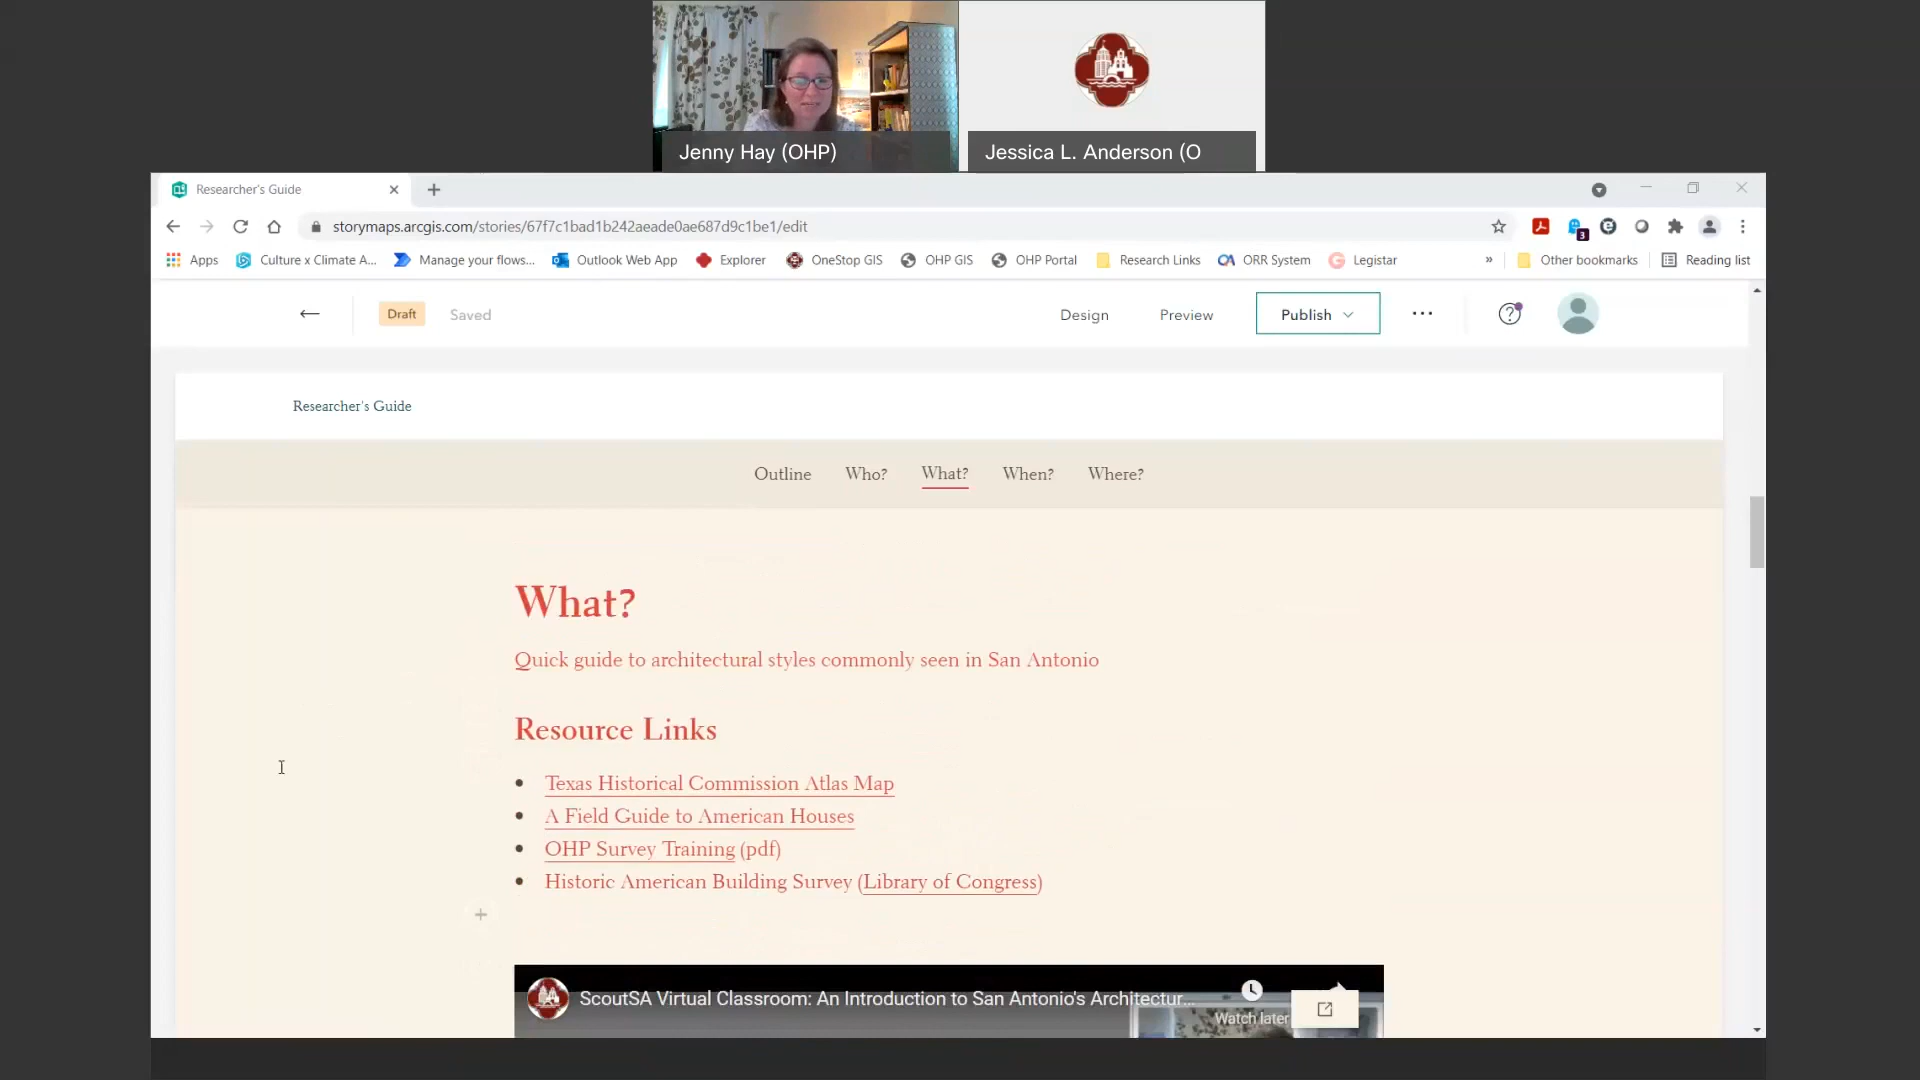 Jenny Hay (OHP)
Jessica L. Anderson (O
Researcher's Guide
storymaps.arcgis.com/stories/67f7c1bad1b242aeade0ae687d9c1be1/edit
3
Apps
Culture x Climate A...
Manage your flows...
Outlook Web App
Explorer
OneStop GIS
OHP GIS
OHP Portal
Research Links
ORR System
Legistar
»
Other bookmarks
Reading list
Draft
Saved
Design
Preview
Publish
Researcher's Guide
Outline
Who?
What?
When?
Where?
What?
Quick guide to architectural styles commonly seen in San Antonio
Resource Links
• Texas Historical Commission Atlas Map
• A Field Guide to American Houses
• OHP Survey Training (pdf)
• Historic American Building Survey (Library of Congress)
ScoutSA Virtual Classroom: An Introduction to San Antonio's Architectur...
Watch later